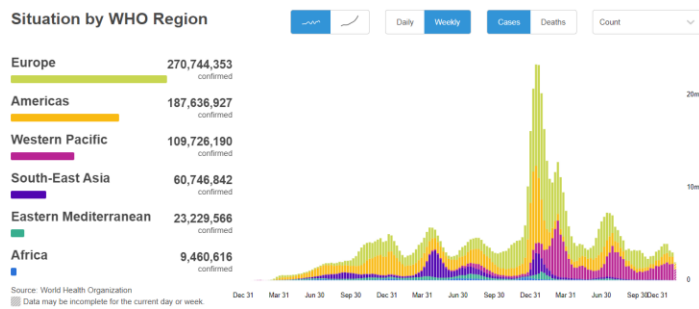 Situation by WHO Region
Daily
Weekly
Cases
Deaths
Count
Europe 270,744,353
confirmed
Americas 187,636,927
confirmed
Western Pacific 109,726,190
confirmed
South-East Asia 60,746,842
confirmed
Eastern Mediterranean 23,229,566
confirmed
Africa 9,460,616
confirmed
Source: World Health Organization
Data may be incomplete for the current day or week.
20m
10m
0
Dec 31 Mar 31 Jun 30 Sep 30 Dec 31 Mar 31 Jun 30 Sep 30 Dec 31 Mar 31 Jun 30 Sep 30 Dec 31